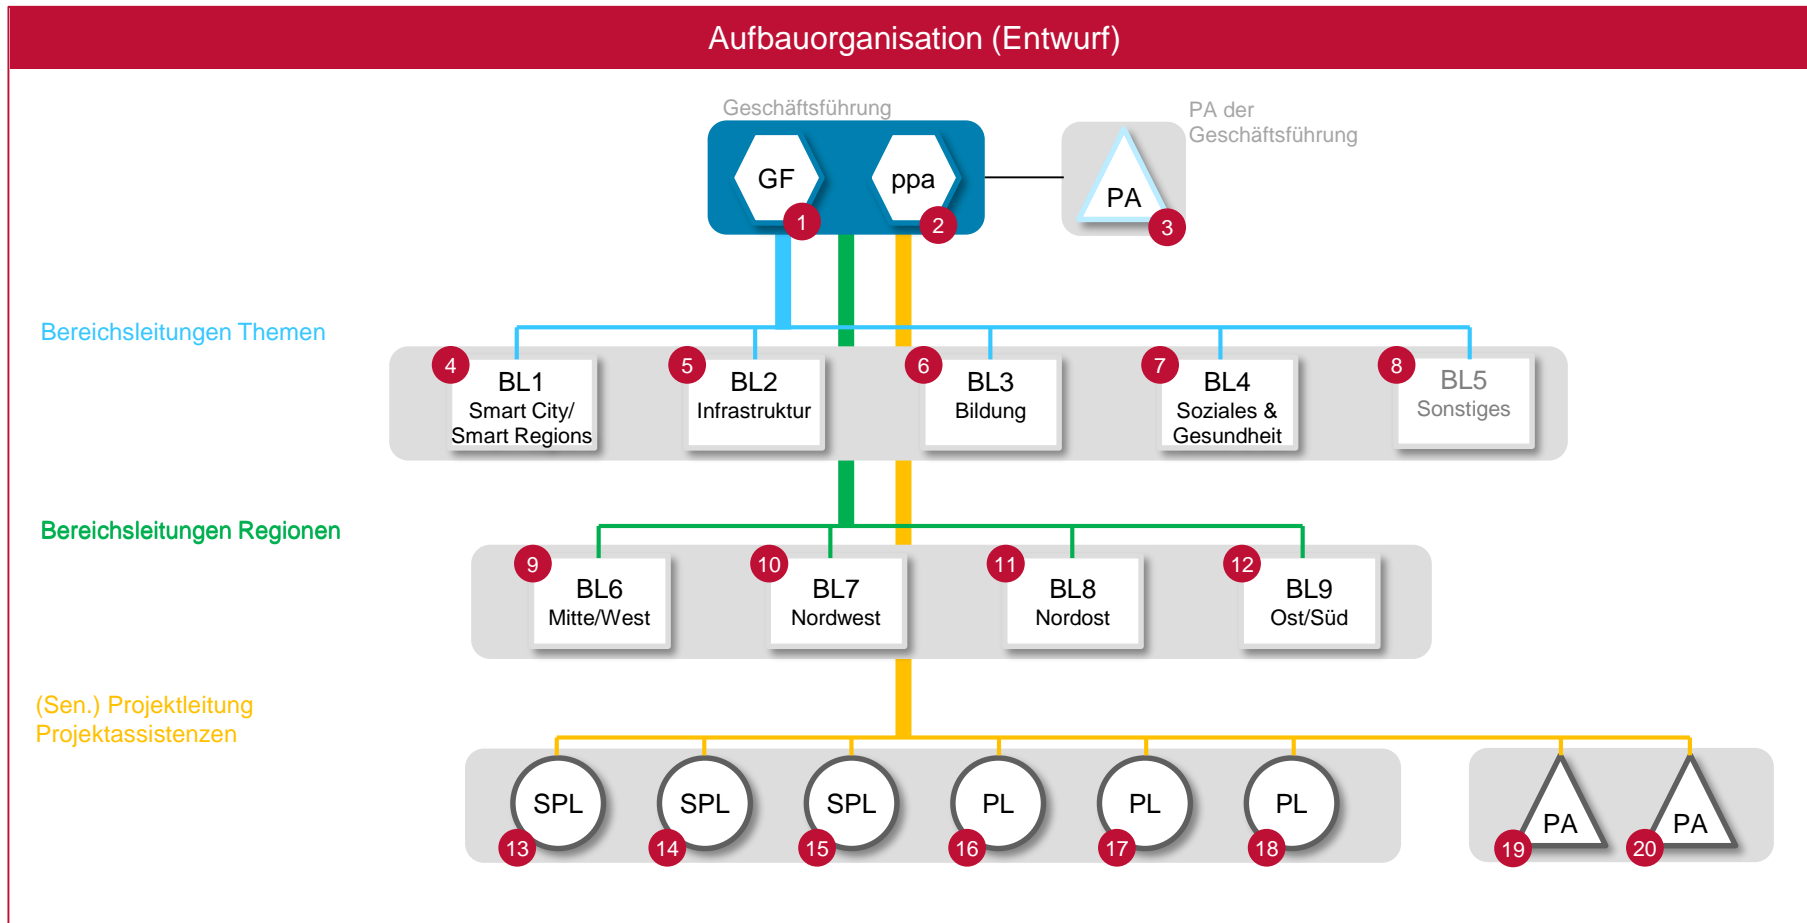 Aufbauorganisation (Entwurf)
Geschäftsführung
PA der
Geschäftsführung
GF
ppa
PA
1
2
3
Bereichsleitungen Themen
4
BL1
Smart City/
Smart Regions
5
BL2
Infrastruktur
6
BL3
Bildung
7
BL4
Soziales &
Gesundheit
8
BL5
Sonstiges
Bereichsleitungen Regionen
9
BL6
Mitte/West
10
BL7
Nordwest
11
BL8
Nordost
12
BL9
Ost/Süd
(Sen.) Projektleitung
Projektassistenzen
SPL
13
SPL
14
SPL
15
PL
16
PL
17
PL
18
PA
19
PA
20